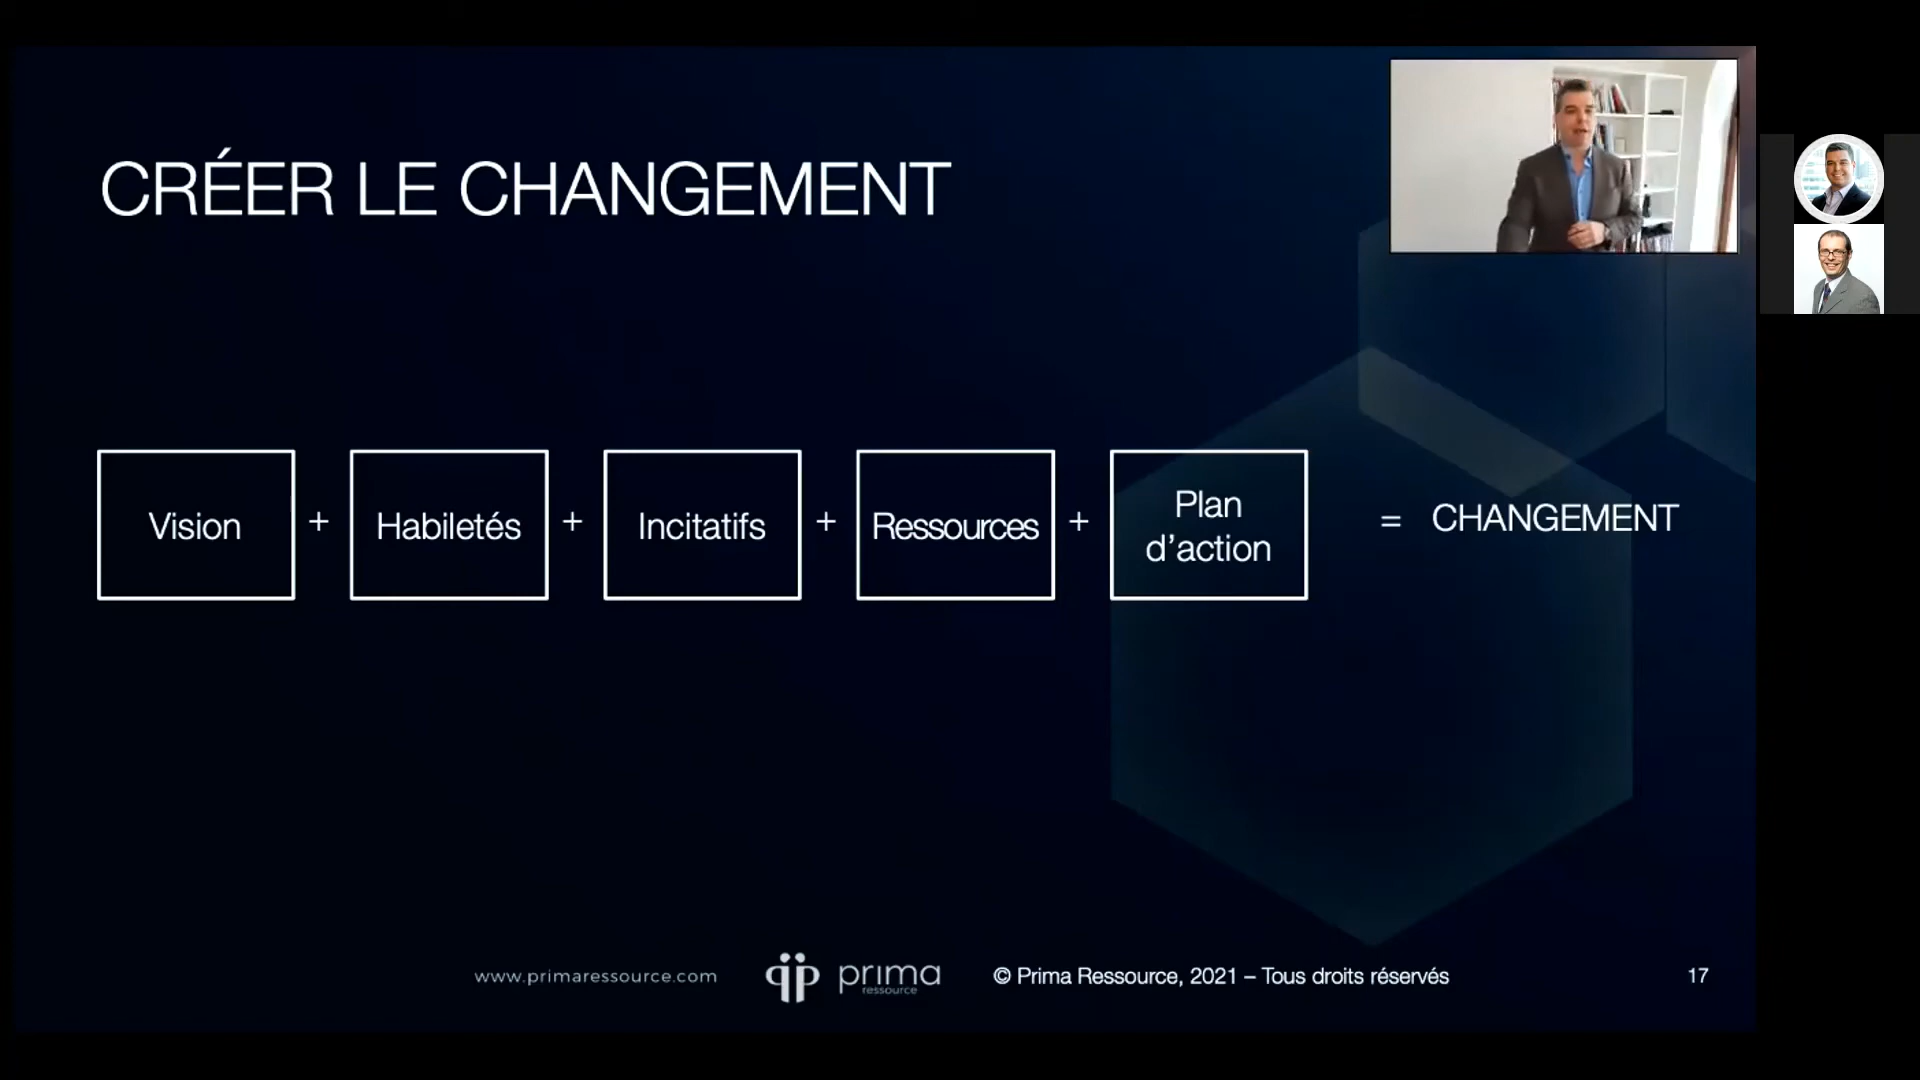 CRÉER LE CHANGEMENT
Vision + Habiletés + Incitatifs + Ressources + Plan d’action = CHANGEMENT
www.primaressource.com
prima
ressource
© Prima Ressource, 2021 – Tous droits réservés
17